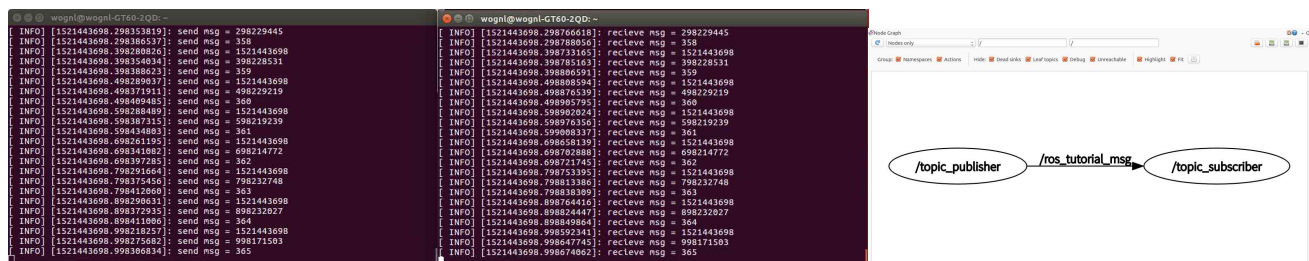 wognl@wognl-GT60-2QD: ~
[ INFO] [1521443698.298353819]: send msg = 298229445
[ INFO] [1521443698.298386537]: send msg = 358
[ INFO] [1521443698.398280826]: send msg = 1521443698
[ INFO] [1521443698.398354034]: send msg = 398228531
[ INFO] [1521443698.398388623]: send msg = 359
[ INFO] [1521443698.498289037]: send msg = 1521443698
[ INFO] [1521443698.498371911]: send msg = 498229219
[ INFO] [1521443698.498409485]: send msg = 360
[ INFO] [1521443698.598288489]: send msg = 1521443698
[ INFO] [1521443698.598387315]: send msg = 598219239
[ INFO] [1521443698.598434803]: send msg = 361
[ INFO] [1521443698.698261195]: send msg = 1521443698
[ INFO] [1521443698.698341082]: send msg = 698214772
[ INFO] [1521443698.698397285]: send msg = 362
[ INFO] [1521443698.798291664]: send msg = 1521443698
[ INFO] [1521443698.798375456]: send msg = 798232748
[ INFO] [1521443698.798412060]: send msg = 363
[ INFO] [1521443698.898290631]: send msg = 1521443698
[ INFO] [1521443698.898372935]: send msg = 898232027
[ INFO] [1521443698.898411006]: send msg = 364
[ INFO] [1521443698.998218257]: send msg = 1521443698
[ INFO] [1521443698.998275682]: send msg = 998171503
[ INFO] [1521443698.998306834]: send msg = 365
wognl@wognl-GT60-2QD: ~
[ INFO] [1521443698.298766618]: recieve msg = 298229445
[ INFO] [1521443698.298788056]: recieve msg = 358
[ INFO] [1521443698.398733165]: recieve msg = 1521443698
[ INFO] [1521443698.398785163]: recieve msg = 398228531
[ INFO] [1521443698.398806591]: recieve msg = 359
[ INFO] [1521443698.498808594]: recieve msg = 1521443698
[ INFO] [1521443698.498876539]: recieve msg = 498229219
[ INFO] [1521443698.498905795]: recieve msg = 360
[ INFO] [1521443698.598902024]: recieve msg = 1521443698
[ INFO] [1521443698.598976356]: recieve msg = 598219239
[ INFO] [1521443698.599008337]: recieve msg = 361
[ INFO] [1521443698.698658139]: recieve msg = 1521443698
[ INFO] [1521443698.698702888]: recieve msg = 698214772
[ INFO] [1521443698.698721745]: recieve msg = 362
[ INFO] [1521443698.798753395]: recieve msg = 1521443698
[ INFO] [1521443698.798813386]: recieve msg = 798232748
[ INFO] [1521443698.798838309]: recieve msg = 363
[ INFO] [1521443698.898764416]: recieve msg = 1521443698
[ INFO] [1521443698.898824447]: recieve msg = 898232027
[ INFO] [1521443698.898849864]: recieve msg = 364
[ INFO] [1521443698.998592341]: recieve msg = 1521443698
[ INFO] [1521443698.998647745]: recieve msg = 998171503
[ INFO] [1521443698.998674062]: recieve msg = 365
Node Graph
Nodes only / /
Group: Namespaces Actions Hide: Dead sinks Leaf topics Debug Unreachable Highlight Fit
/topic_publisher /ros_tutorial_msg /topic_subscriber